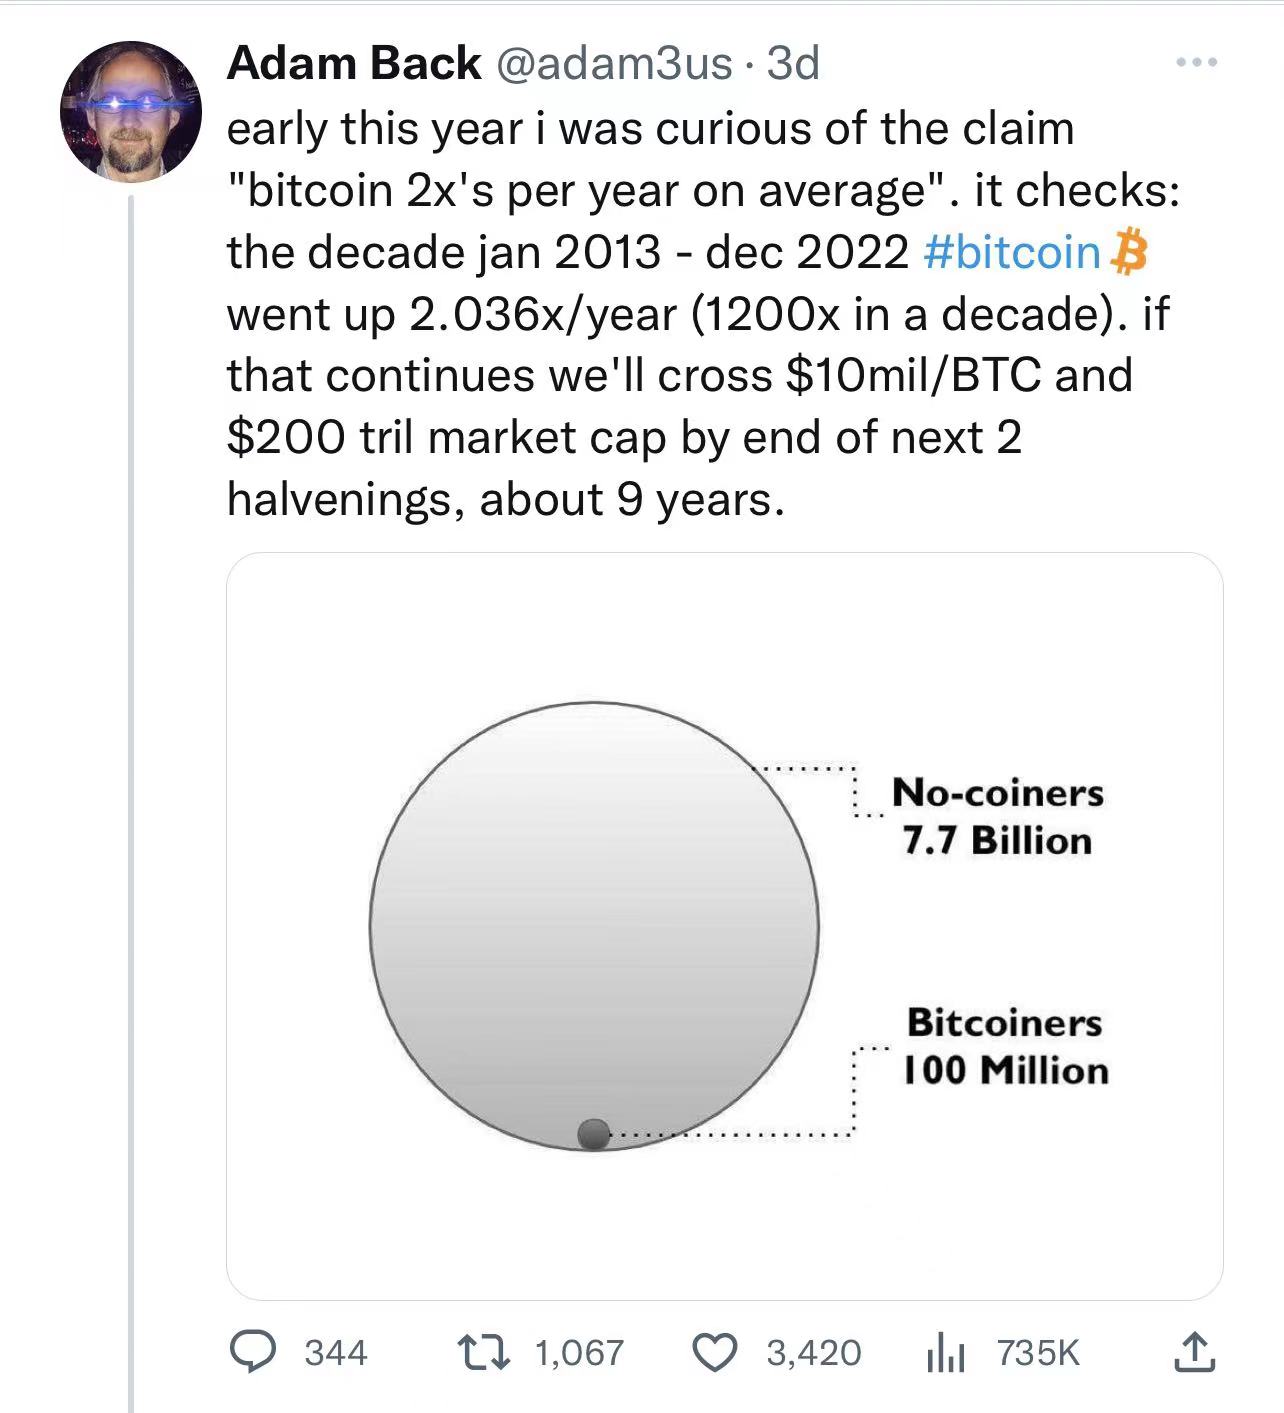 Adam Back @adam3us · 3d
early this year i was curious of the claim
"bitcoin 2x's per year on average". it checks:
the decade jan 2013 - dec 2022 #bitcoin
went up 2.036x/year (1200x in a decade). if
that continues we'll cross $10mil/BTC and
$200 tril market cap by end of next 2
halvenings, about 9 years.
No-coiners
7.7 Billion
Bitcoiners
100 Million
344 1,067 3,420 735K